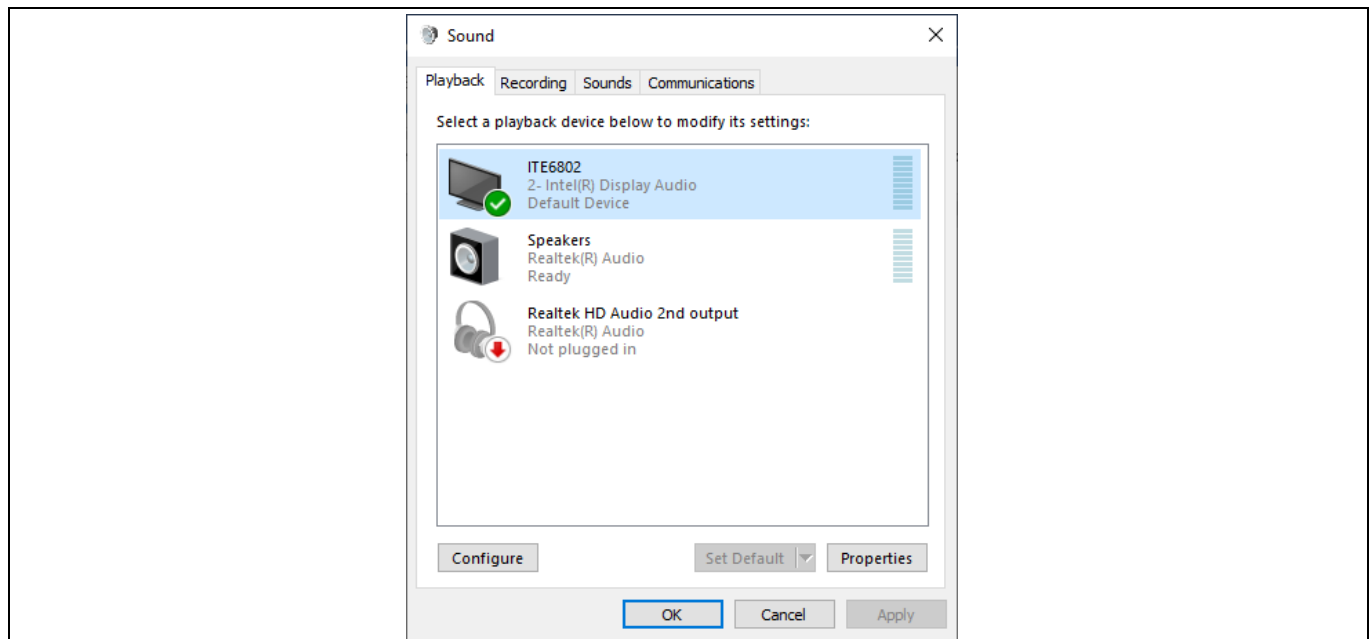 Sound
Playback Recording Sounds Communications
Select a playback device below to modify its settings:
ITE6802
2- Intel(R) Display Audio
Default Device
Speakers
Realtek(R) Audio
Ready
Realtek HD Audio 2nd output
Realtek(R) Audio
Not plugged in
Configure Set Default Properties
OK Cancel Apply